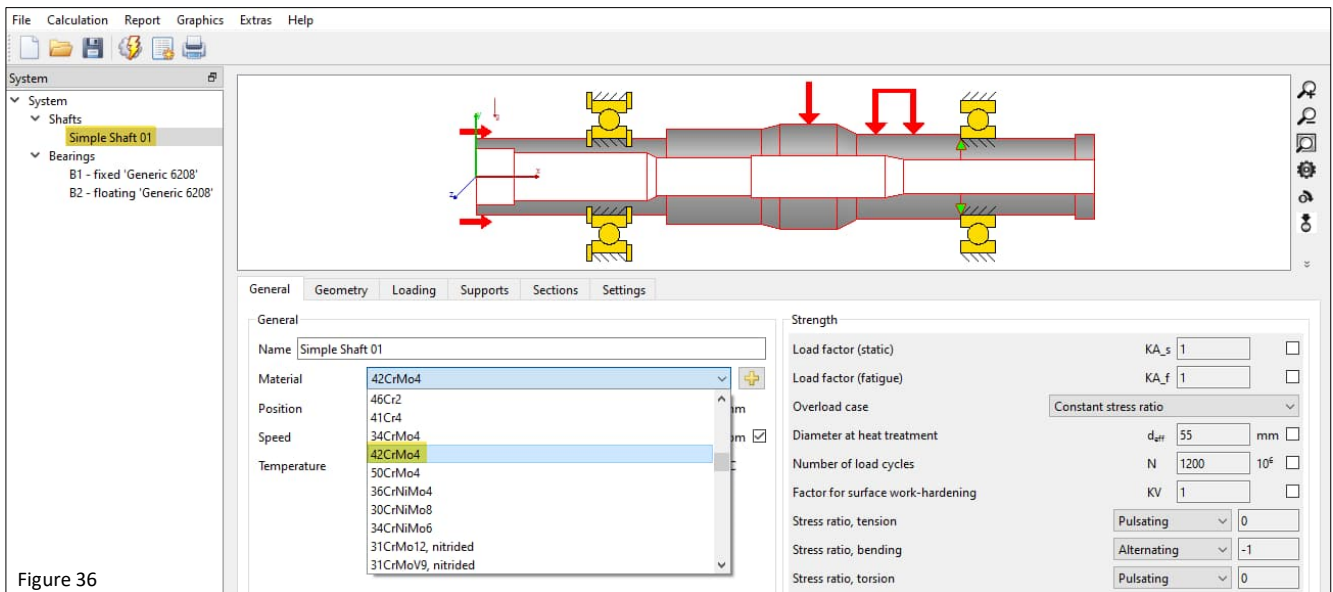 File Calculation Report Graphics Extras Help
System
System
Shafts
Simple Shaft 01
Bearings
B1 - fixed 'Generic 6208'
B2 - floating 'Generic 6208'
y
x
z
General Geometry Loading Supports Sections Settings
General
Name Simple Shaft 01
Material 42CrMo4
Position mm
Speed
Temperature
46Cr2
41Cr4
34CrMo4
42CrMo4
50CrMo4
36CrNiMo4
30CrNiMo8
34CrNiMo6
31CrMo12, nitrided
31CrMoV9, nitrided
Strength
Load factor (static) KA_s 1
Load factor (fatigue) KA_f 1
Overload case Constant stress ratio
Diameter at heat treatment deff 55 mm
Number of load cycles N 1200 10⁶
Factor for surface work-hardening KV 1
Stress ratio, tension Pulsating 0
Stress ratio, bending Alternating -1
Stress ratio, torsion Pulsating 0
Figure 36